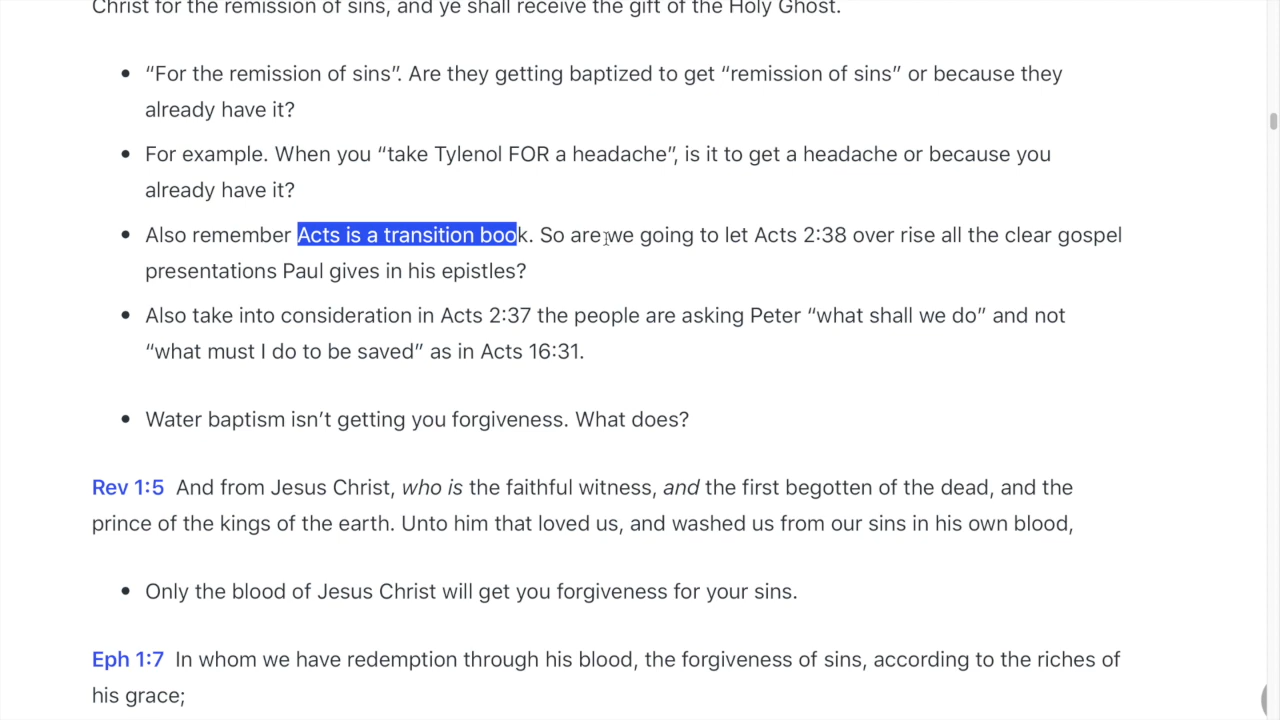 Christ for the remission of sins, and ye shall receive the gift of the Holy Ghost.
• “For the remission of sins”. Are they getting baptized to get “remission of sins” or because they
already have it?
• For example. When you “take Tylenol FOR a headache”, is it to get a headache or because you
already have it?
• Also remember Acts is a transition book. So are we going to let Acts 2:38 over rise all the clear gospel
presentations Paul gives in his epistles?
• Also take into consideration in Acts 2:37 the people are asking Peter “what shall we do” and not
“what must I do to be saved” as in Acts 16:31.
• Water baptism isn’t getting you forgiveness. What does?
Rev 1:5 And from Jesus Christ, who is the faithful witness, and the first begotten of the dead, and the
prince of the kings of the earth. Unto him that loved us, and washed us from our sins in his own blood,
• Only the blood of Jesus Christ will get you forgiveness for your sins.
Eph 1:7 In whom we have redemption through his blood, the forgiveness of sins, according to the riches of
his grace;